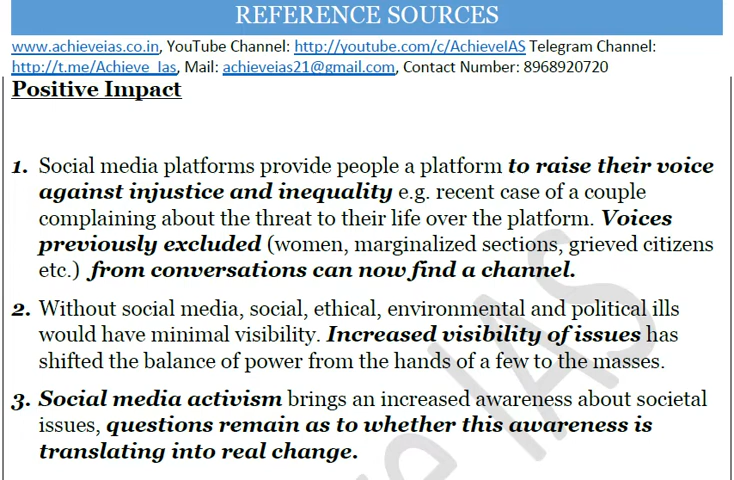 REFERENCE SOURCES
www.achieveias.co.in, YouTube Channel: http://youtube.com/c/AchieveIAS Telegram Channel:
http://t.me/Achieve_Ias, Mail: achieveias21@gmail.com, Contact Number: 8968920720
Positive Impact
1. Social media platforms provide people a platform to raise their voice
against injustice and inequality e.g. recent case of a couple
complaining about the threat to their life over the platform. Voices
previously excluded (women, marginalized sections, grieved citizens
etc.) from conversations can now find a channel.
2. Without social media, social, ethical, environmental and political ills
would have minimal visibility. Increased visibility of issues has
shifted the balance of power from the hands of a few to the masses.
3. Social media activism brings an increased awareness about societal
issues, questions remain as to whether this awareness is
translating into real change.
e IAS